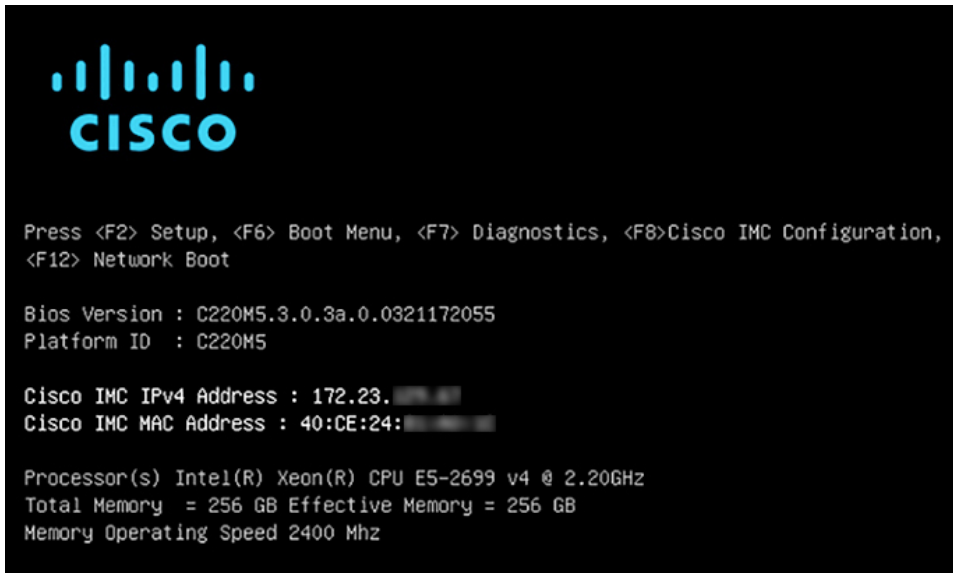 CISCO
Press <F2> Setup, <F6> Boot Menu, <F7> Diagnostics, <F8>Cisco IMC Configuration,
<F12> Network Boot
Bios Version : C220M5.3.0.3a.0.0321172055
Platform ID  : C220M5
Cisco IMC IPv4 Address : 172.23.
Cisco IMC MAC Address : 40:CE:24:
Processor(s) Intel(R) Xeon(R) CPU E5-2699 v4 @ 2.20GHz
Total Memory  = 256 GB Effective Memory = 256 GB
Memory Operating Speed 2400 Mhz